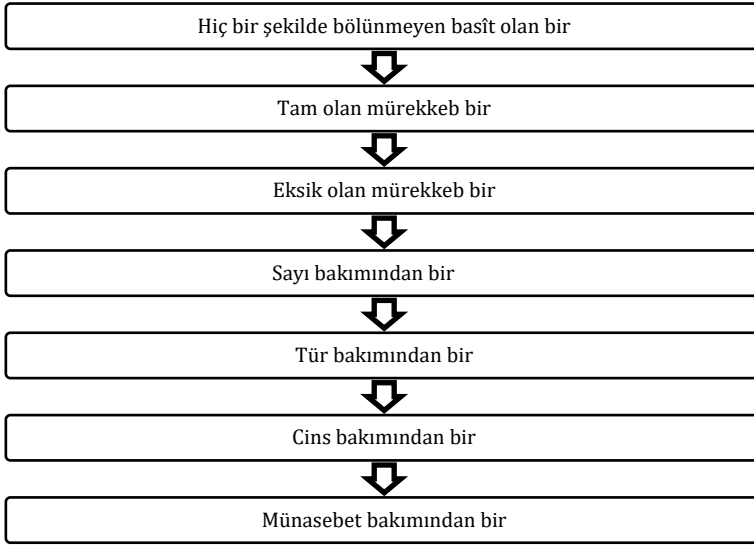 Hiç bir şekilde bölünmeyen basît olan bir
Tam olan mürekkeb bir
Eksik olan mürekkeb bir
Sayı bakımından bir
Tür bakımından bir
Cins bakımından bir
Münasebet bakımından bir